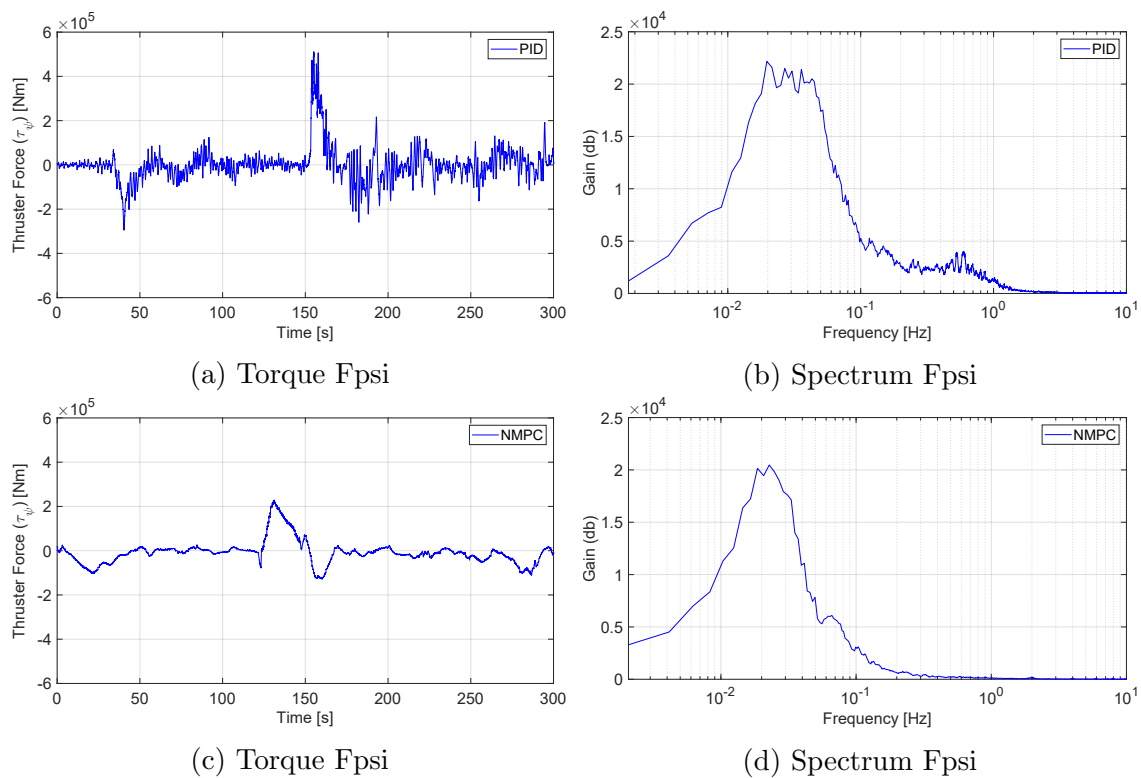 ×10^5
6
4
2
0
-2
-4
-6
Thruster Force (τ_ψ) [Nm]
0 50 100 150 200 250 300
Time [s]
PID
(a) Torque Fpsi
×10^4
2.5
2
1.5
1
0.5
0
Gain (db)
10^-2 10^-1 10^0 10^1
Frequency [Hz]
PID
(b) Spectrum Fpsi
×10^5
6
4
2
0
-2
-4
-6
Thruster Force (τ_ψ) [Nm]
0 50 100 150 200 250 300
Time [s]
NMPC
(c) Torque Fpsi
×10^4
2.5
2
1.5
1
0.5
0
Gain (db)
10^-2 10^-1 10^0 10^1
Frequency [Hz]
NMPC
(d) Spectrum Fpsi